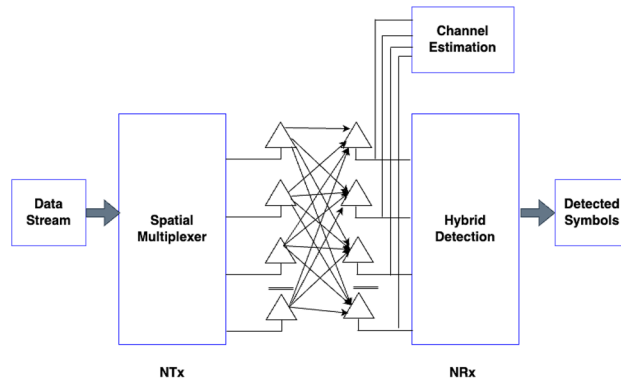 Channel
Estimation
Data
Stream
Spatial
Multiplexer
Hybrid
Detection
Detected
Symbols
NTx
NRx